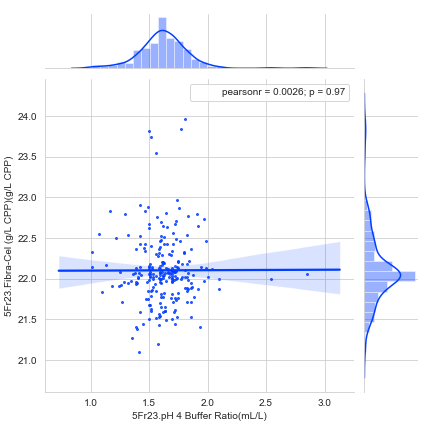 pearsonr = 0.0026; p = 0.97
24.0
23.5
23.0
22.5
22.0
21.5
21.0
5Fr23.Fibra-Cel (g/L CPP)(g/L CPP)
1.0 1.5 2.0 2.5 3.0
5Fr23.pH 4 Buffer Ratio(mL/L)